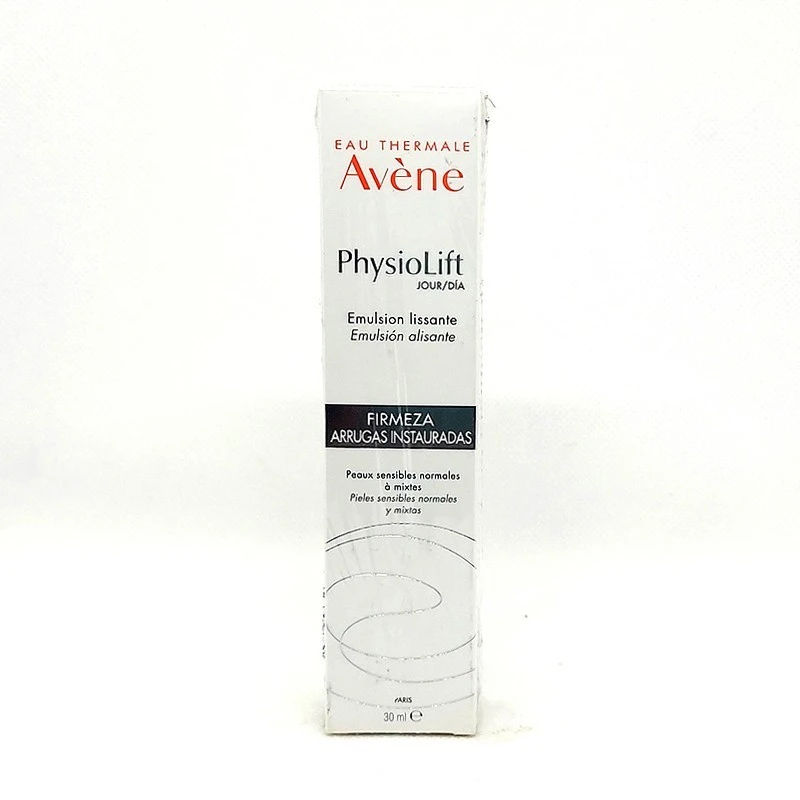 EAU THERMALE
Avène
PhysioLift
JOUR/DÍA
Emulsion lissante
Emulsión alisante
FIRMEZA
ARRUGAS INSTAURADAS
Peaux sensibles normales
à mixtes
Pieles sensibles normales
y mixtas
PARIS
30 ml e